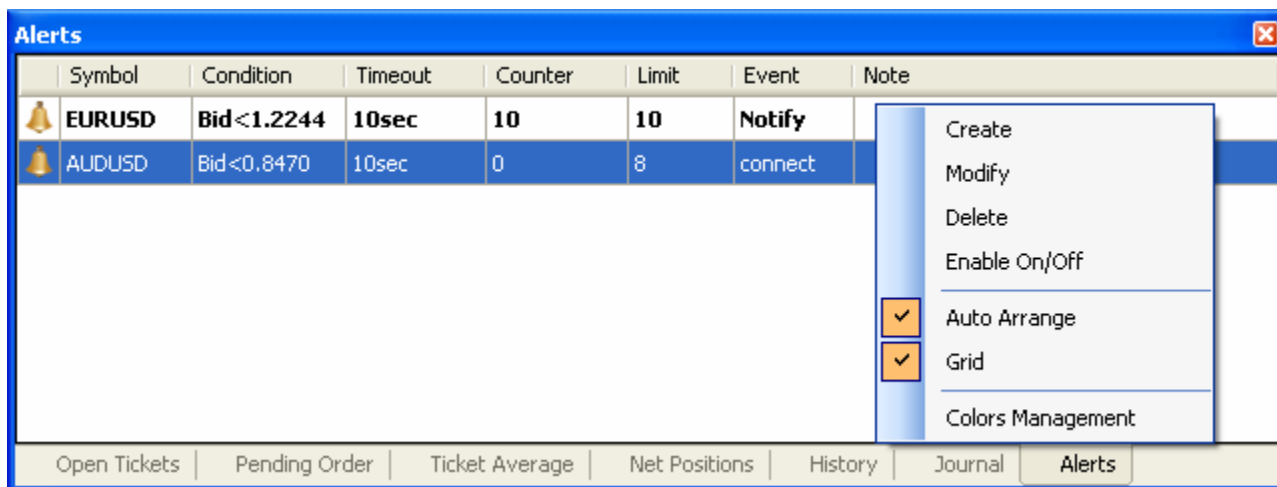 Alerts
Symbol Condition Timeout Counter Limit Event Note
EURUSD Bid<1.2244 10sec 10 10 Notify
AUDUSD Bid<0.8470 10sec 0 8 connect
Create
Modify
Delete
Enable On/Off
Auto Arrange
Grid
Colors Management
Open Tickets Pending Order Ticket Average Net Positions History Journal Alerts